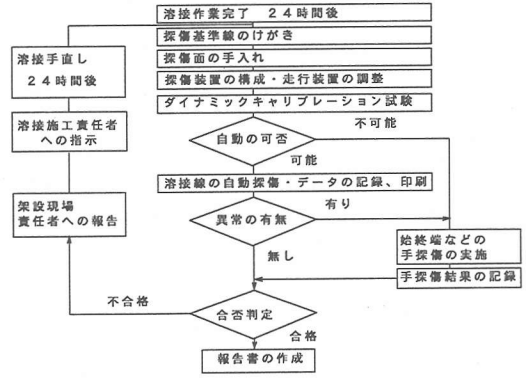 溶接作業完了 24時間後
探傷基準線のけがき
探傷面の手入れ
探傷装置の構成・走行装置の調整
ダイナミックキャリブレーション試験
自動の可否
不可能
可能
溶接線の自動探傷・データの記録、印刷
異常の有無
有り
無し
始終端などの
手探傷の実施
手探傷結果の記録
合否判定
不合格
合格
報告書の作成
架設現場
責任者への報告
溶接施工責任者
への指示
溶接手直し
24時間後